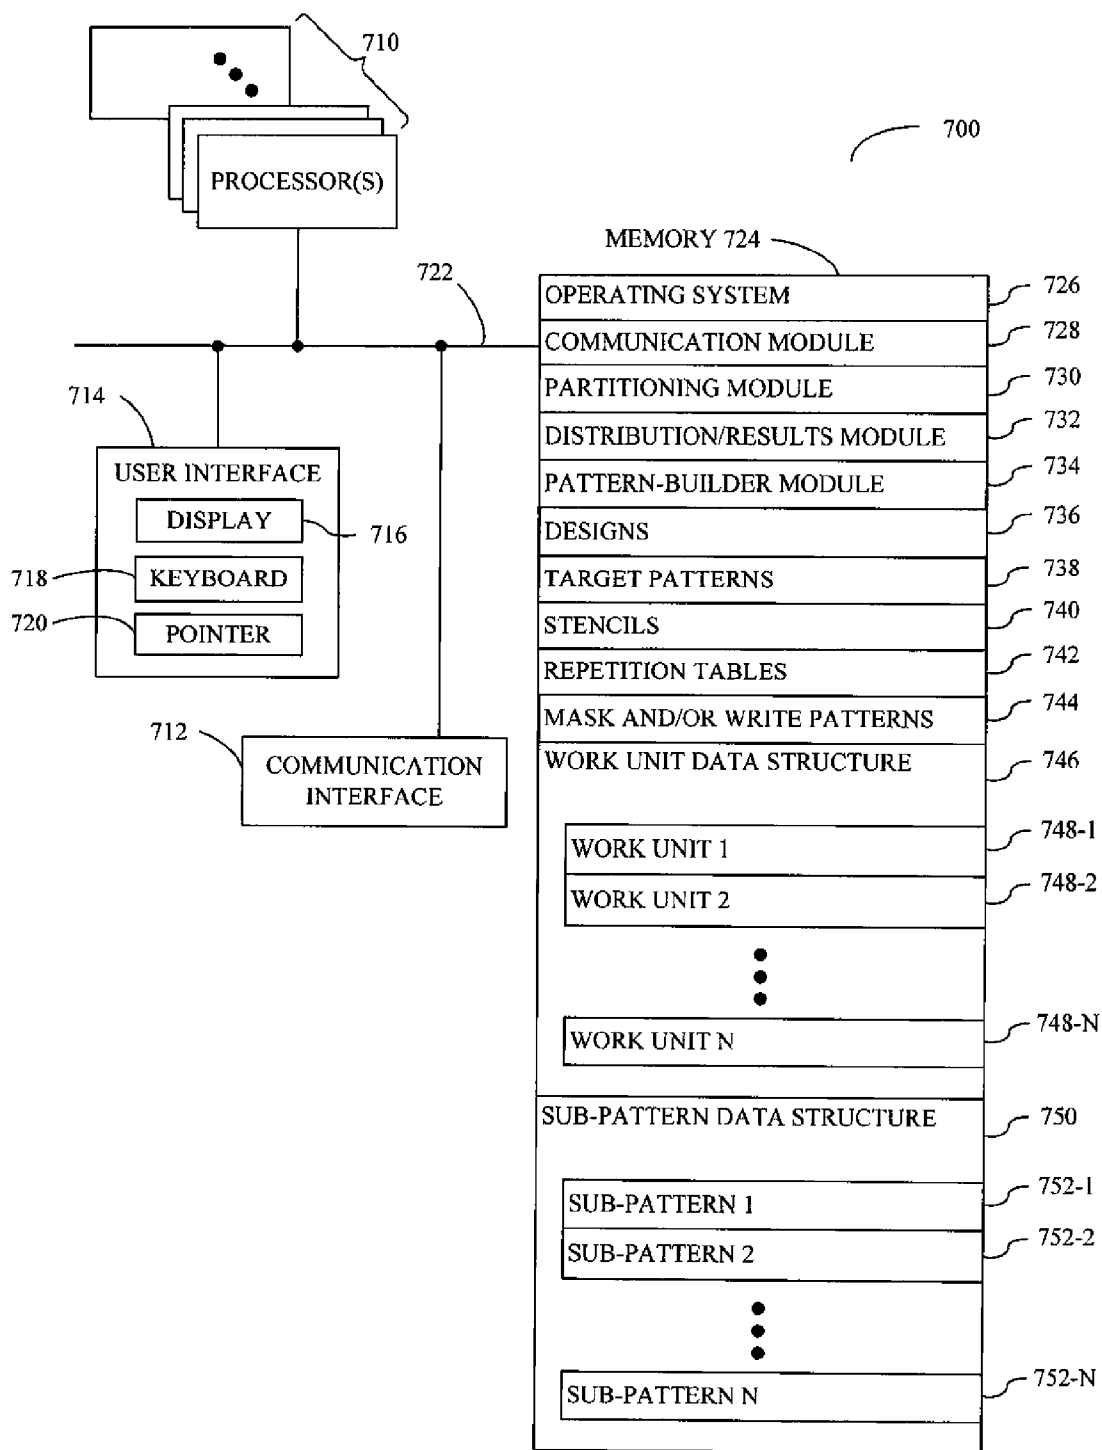 710
700
PROCESSOR(S)
MEMORY 724
722
OPERATING SYSTEM
726
COMMUNICATION MODULE
728
PARTITIONING MODULE
730
DISTRIBUTION/RESULTS MODULE
732
PATTERN-BUILDER MODULE
734
DESIGNS
736
TARGET PATTERNS
738
STENCILS
740
REPETITION TABLES
742
MASK AND/OR WRITE PATTERNS
744
WORK UNIT DATA STRUCTURE
746
WORK UNIT 1
748-1
WORK UNIT 2
748-2
WORK UNIT N
748-N
SUB-PATTERN DATA STRUCTURE
750
SUB-PATTERN 1
752-1
SUB-PATTERN 2
752-2
SUB-PATTERN N
752-N
714
USER INTERFACE
DISPLAY
716
718
KEYBOARD
720
POINTER
712
COMMUNICATION
INTERFACE